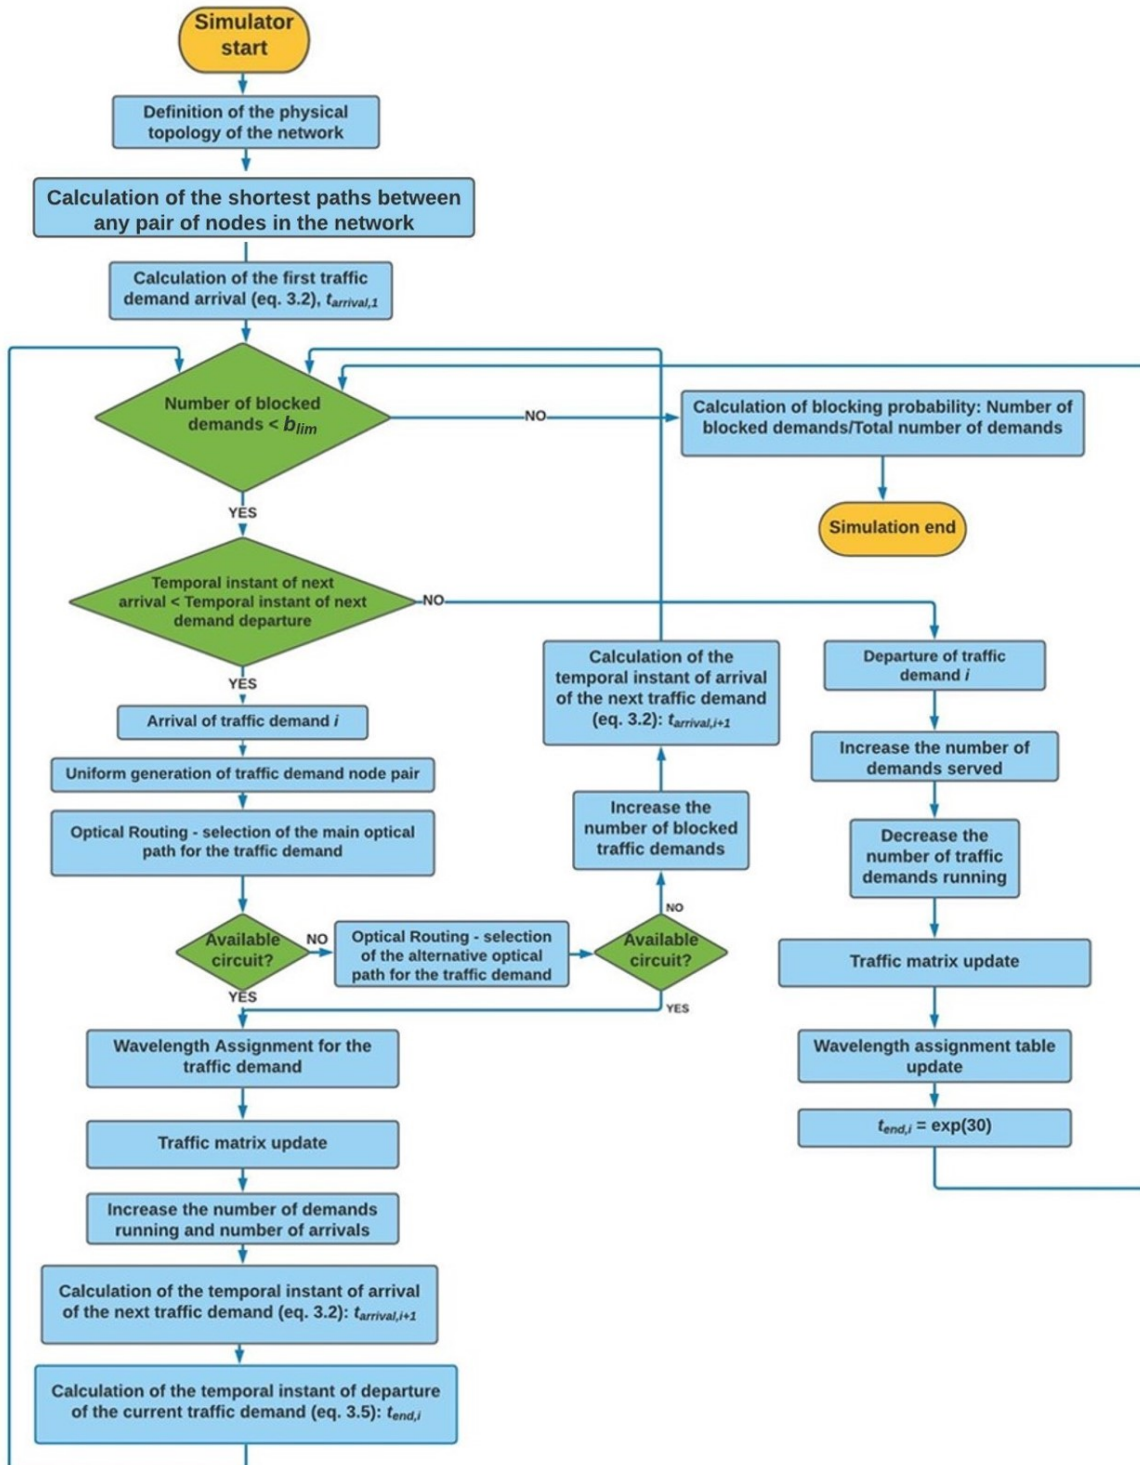 Simulator
start
Definition of the physical
topology of the network
Calculation of the shortest paths between
any pair of nodes in the network
Calculation of the first traffic
demand arrival (eq. 3.2), tarrival,1
Number of blocked
demands < blim
NO
Calculation of blocking probability: Number of
blocked demands/Total number of demands
Simulation end
YES
Temporal instant of next
arrival < Temporal instant of next
demand departure
NO
YES
Arrival of traffic demand i
Uniform generation of traffic demand node pair
Optical Routing - selection of the main optical
path for the traffic demand
Available
circuit?
NO
Optical Routing - selection
of the alternative optical
path for the traffic demand
Available
circuit?
NO
Increase the
number of blocked
traffic demands
Calculation of the
temporal instant of arrival
of the next traffic demand
(eq. 3.2): tarrival,i+1
YES
YES
Wavelength Assignment for the
traffic demand
Traffic matrix update
Increase the number of demands
running and number of arrivals
Calculation of the temporal instant of arrival
of the next traffic demand (eq. 3.2): tarrival,i+1
Calculation of the temporal instant of departure
of the current traffic demand (eq. 3.5): tend,i
Departure of traffic
demand i
Increase the number of
demands served
Decrease the
number of traffic
demands running
Traffic matrix update
Wavelength assignment table
update
tend,i = exp(30)